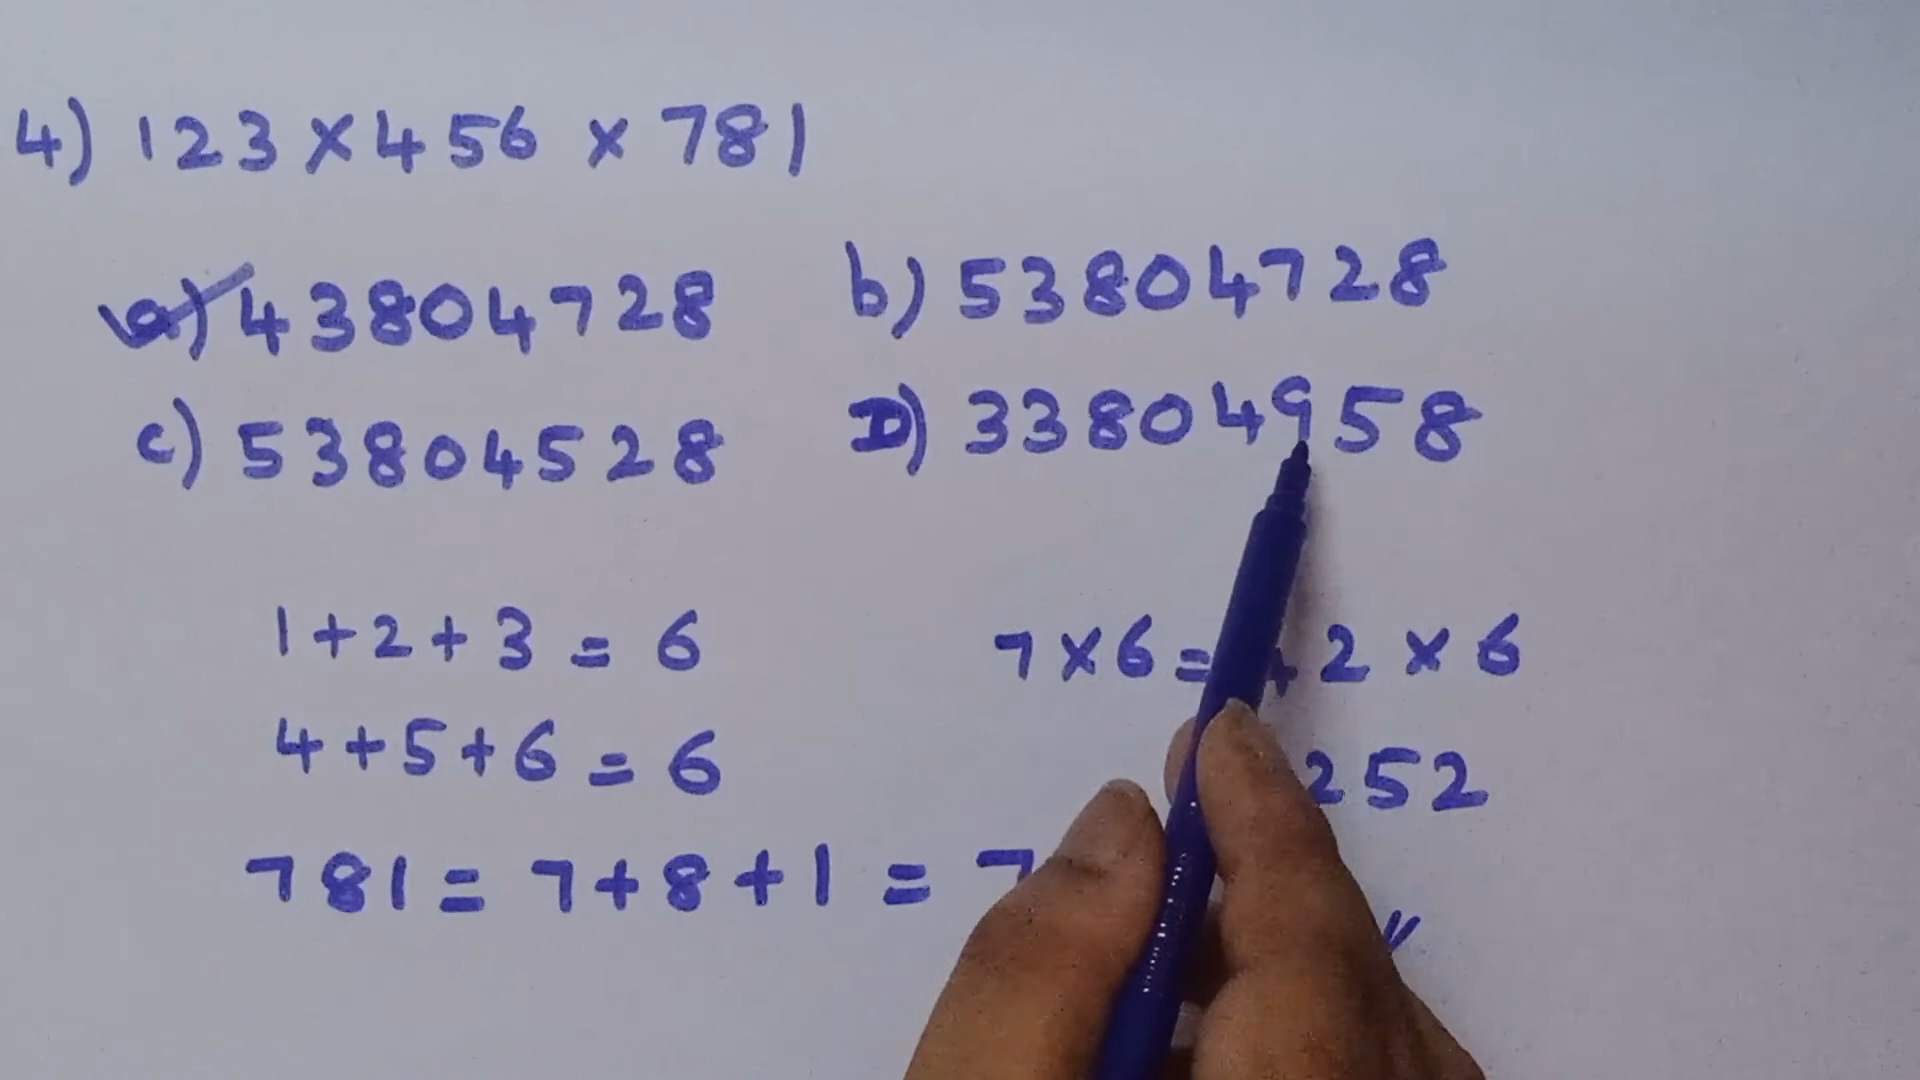 4) 123 × 456 × 781
a) 43804728
b) 53804728
c) 53804528
D) 33804958
1 + 2 + 3 = 6
7 × 6 = 42 × 6
4 + 5 + 6 = 6
252
781 = 7 + 8 + 1 = 7